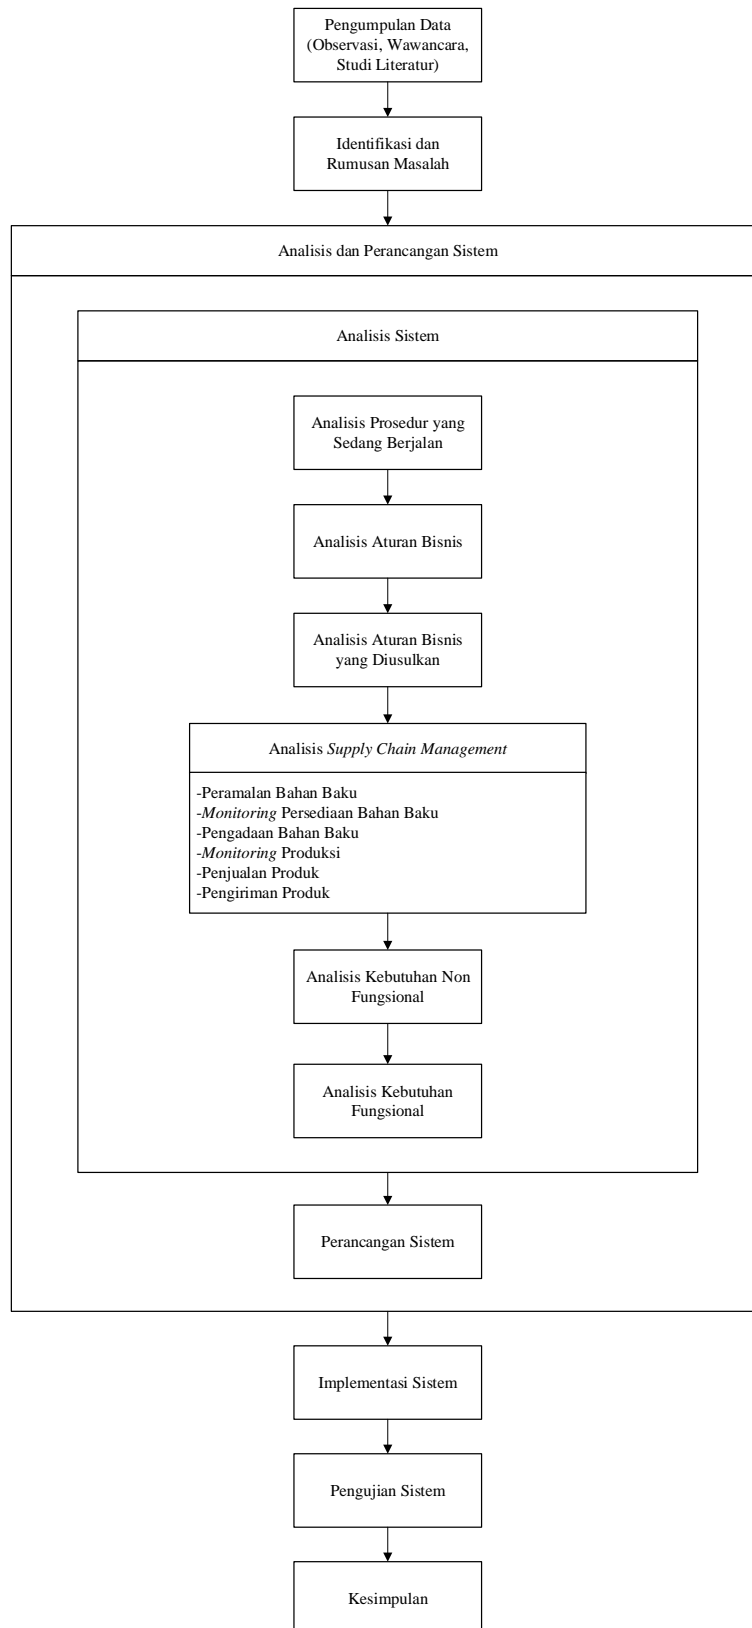 Pengumpulan Data
(Observasi, Wawancara,
Studi Literatur)
Identifikasi dan
Rumusan Masalah
Analisis dan Perancangan Sistem
Analisis Sistem
Analisis Prosedur yang
Sedang Berjalan
Analisis Aturan Bisnis
Analisis Aturan Bisnis
yang Diusulkan
Analisis Supply Chain Management
-Peramalan Bahan Baku
-Monitoring Persediaan Bahan Baku
-Pengadaan Bahan Baku
-Monitoring Produksi
-Penjualan Produk
-Pengiriman Produk
Analisis Kebutuhan Non
Fungsional
Analisis Kebutuhan
Fungsional
Perancangan Sistem
Implementasi Sistem
Pengujian Sistem
Kesimpulan